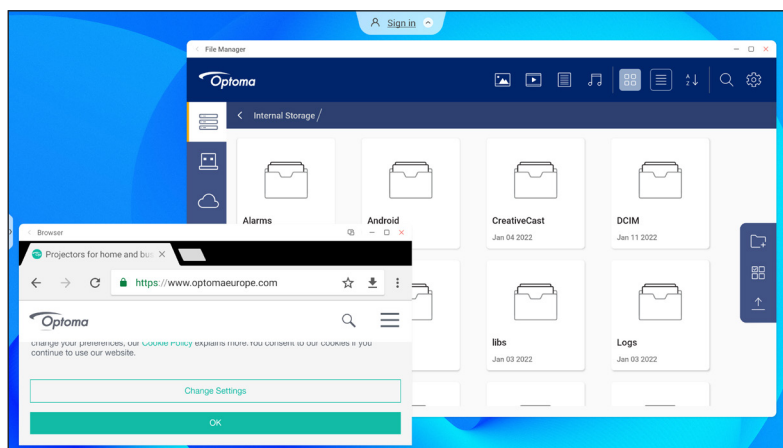 Sign in
File Manager
Optoma
Internal Storage /
Alarms
Android
CreativeCast
Jan 04 2022
DCIM
Jan 11 2022
libs
Jan 03 2022
Logs
Jan 03 2022
Browser
Projectors for home and bus
https://www.optomaeurope.com
Optoma
change your preferences, our Cookie Policy explains more. You consent to our cookies if you
continue to use our website.
Change Settings
OK